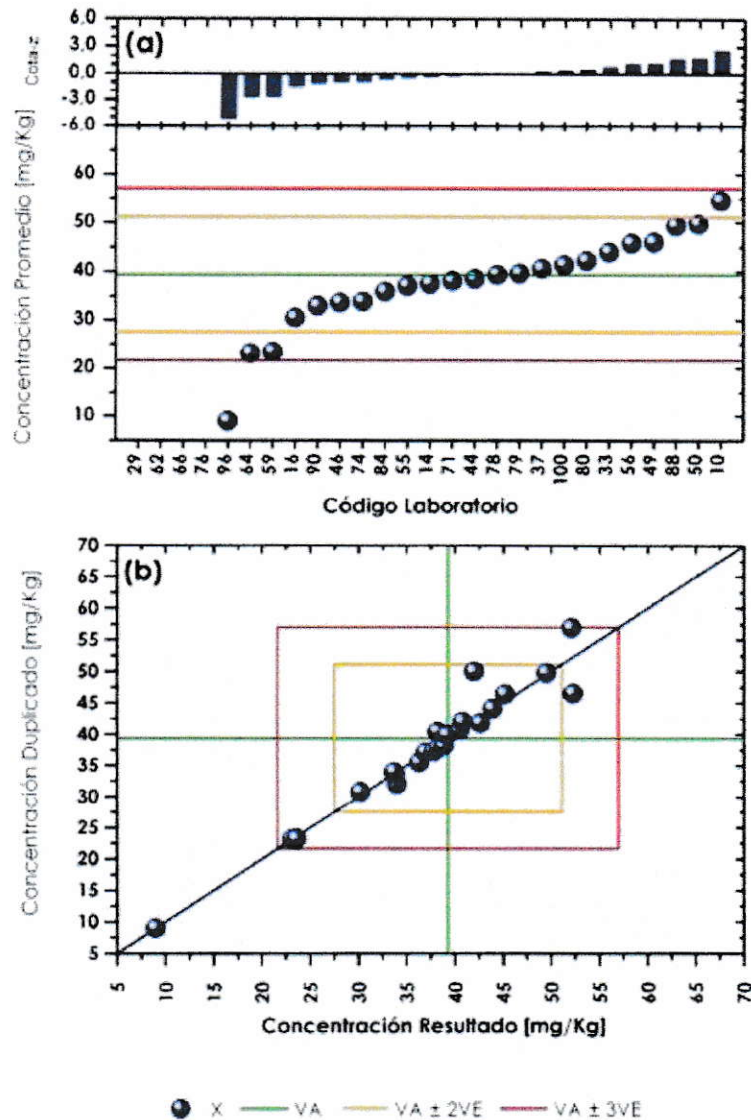 (a)
Cota-z
6.0
3.0
0.0
-3.0
-6.0
Concentración Promedio [mg/Kg]
60
50
40
30
20
10
29 62 66 76 96 64 59 16 90 46 74 84 55 14 71 44 78 79 37 100 80 33 56 49 88 50 10
Código Laboratorio
(b)
Concentración Duplicado [mg/Kg]
70
65
60
55
50
45
40
35
30
25
20
15
10
5
5 10 15 20 25 30 35 40 45 50 55 60 65 70
Concentración Resultado [mg/Kg]
X VA VA ± 2VE VA ± 3VE